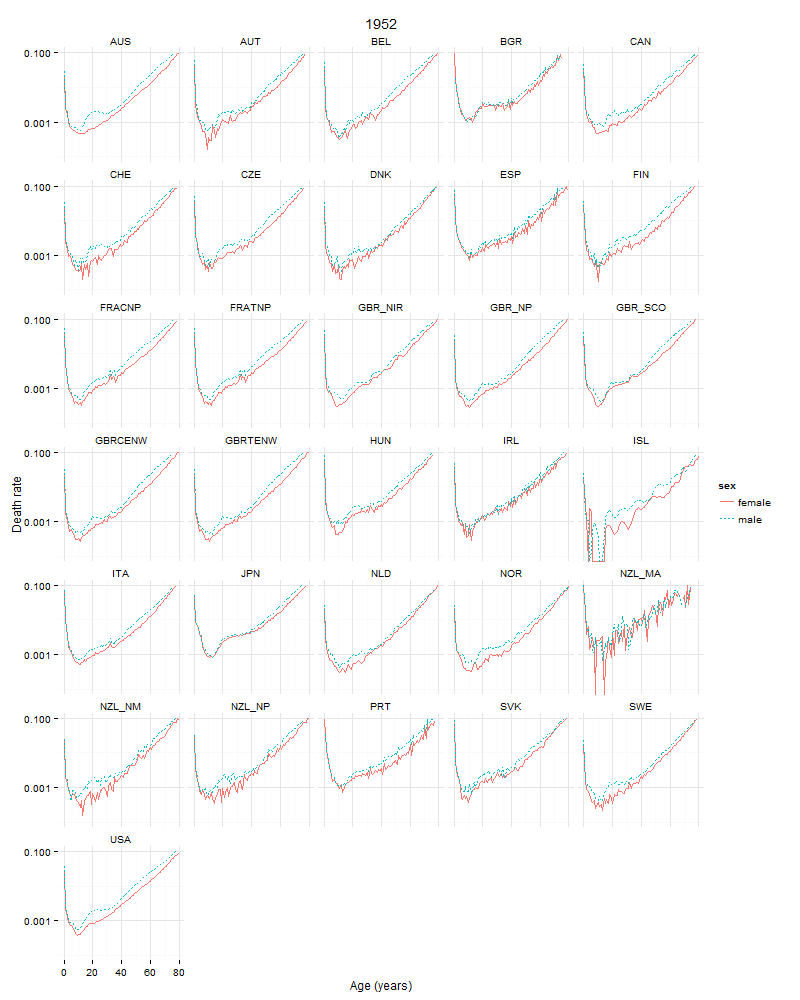 1952
AUS AUT BEL BGR CAN
0.100
0.001
CHE CZE DNK ESP FIN
0.100
0.001
FRACNP FRATNP GBR_NIR GBR_NP GBR_SCO
0.100
0.001
GBRCENW GBRTENW HUN IRL ISL
0.100
0.001
Death rate
sex
female
male
ITA JPN NLD NOR NZL_MA
0.100
0.001
NZL_NM NZL_NP PRT SVK SWE
0.100
0.001
USA
0.100
0.001
0 20 40 60 80
Age (years)